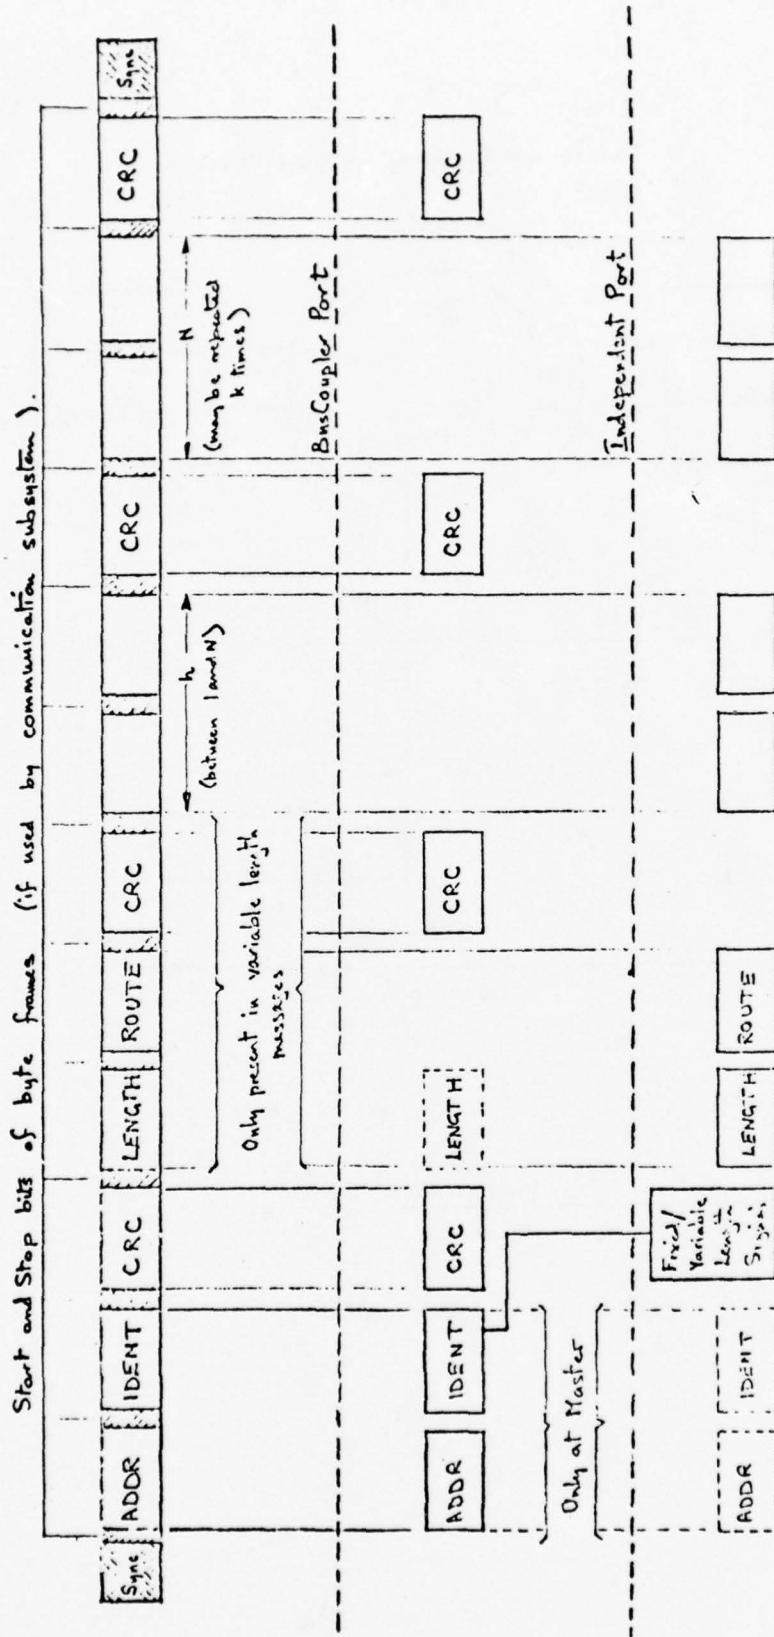 Start and Stop bits of byte frames (if used by communication subsystem).
Sync ADDR IDENT CRC LENGTH ROUTE CRC CRC CRC Sync
Only present in variable length
messages
h
(between 1 and N)
N
(may be repeated
k times)
BusCoupler Port
ADDR IDENT CRC LENGTH CRC CRC CRC
Only at Master
Independent Port
Fixed/
Variable
Length
Signal
ADDR IDENT LENGTH ROUTE